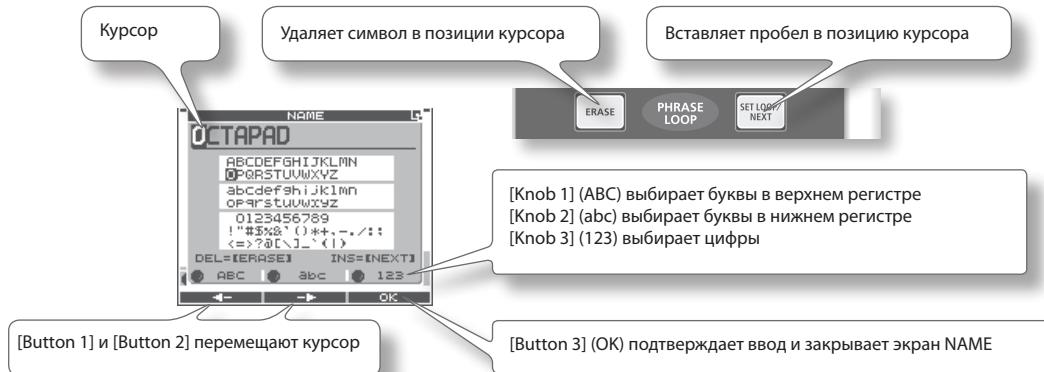 Курсор
Удаляет символ в позиции курсора
Вставляет пробел в позицию курсора
ERASE
PHRASE
LOOP
SET LOOP/
NEXT
NAME
OCTAPAD
ABCDEFGHIJKLMN
OPQRSTUVWXYZ
abcdefghijklmn
opqrstuvwxyz
0123456789
!"#$%&`()*+,-./:;
<=>?@[\]_`{|}
DEL=[ERASE] INS=[NEXT]
ABC abc 123
OK
[Knob 1] (ABC) выбирает буквы в верхнем регистре
[Knob 2] (abc) выбирает буквы в нижнем регистре
[Knob 3] (123) выбирает цифры
[Button 1] и [Button 2] перемещают курсор
[Button 3] (OK) подтверждает ввод и закрывает экран NAME